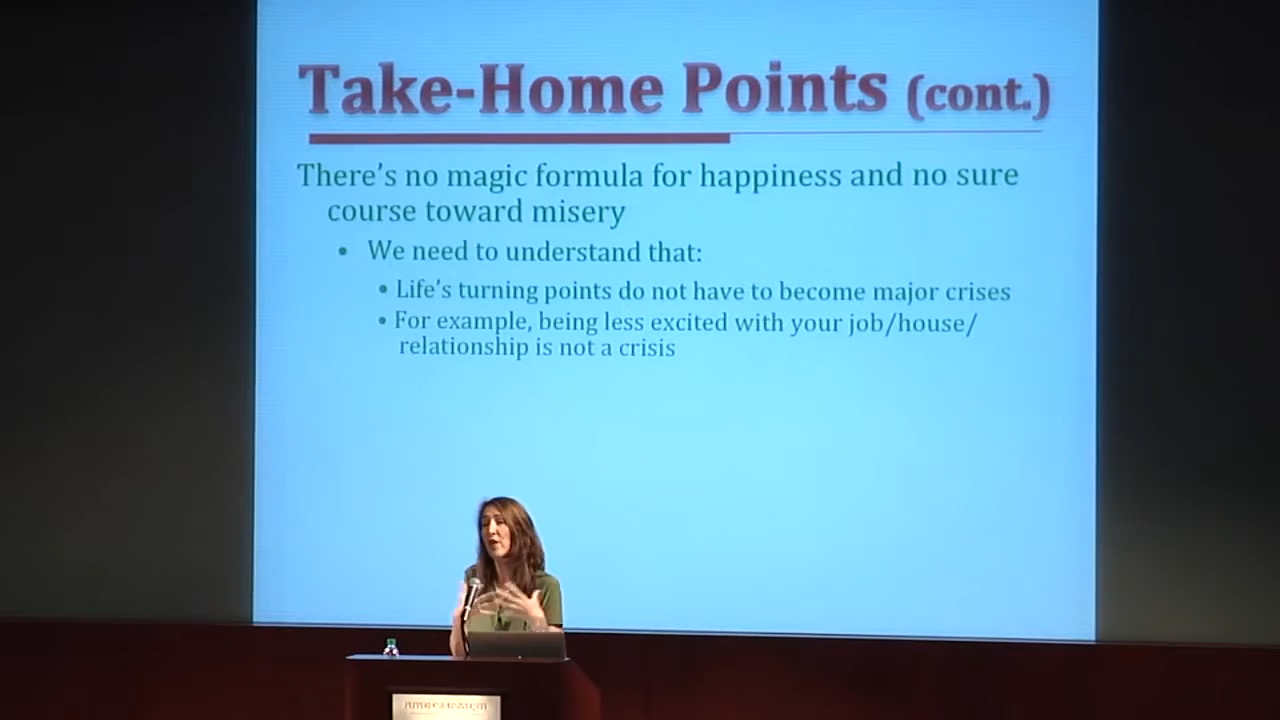 Take-Home Points (cont.)
There's no magic formula for happiness and no sure
course toward misery
• We need to understand that:
• Life's turning points do not have to become major crises
• For example, being less excited with your job/house/
relationship is not a crisis